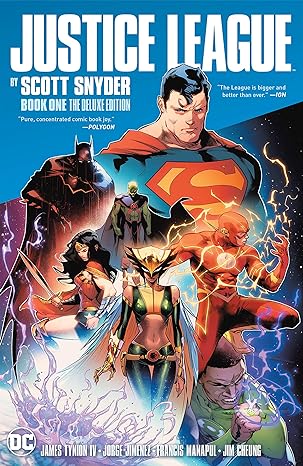 JUSTICE LEAGUE™
BY SCOTT SNYDER
BOOK ONE THE DELUXE EDITION
"Pure, concentrated comic book joy."
—POLYGON
"The League is bigger and
better than ever." —IGN
DC
JAMES TYNION IV • JORGE JIMENEZ • FRANCIS MANAPUL • JIM CHEUNG